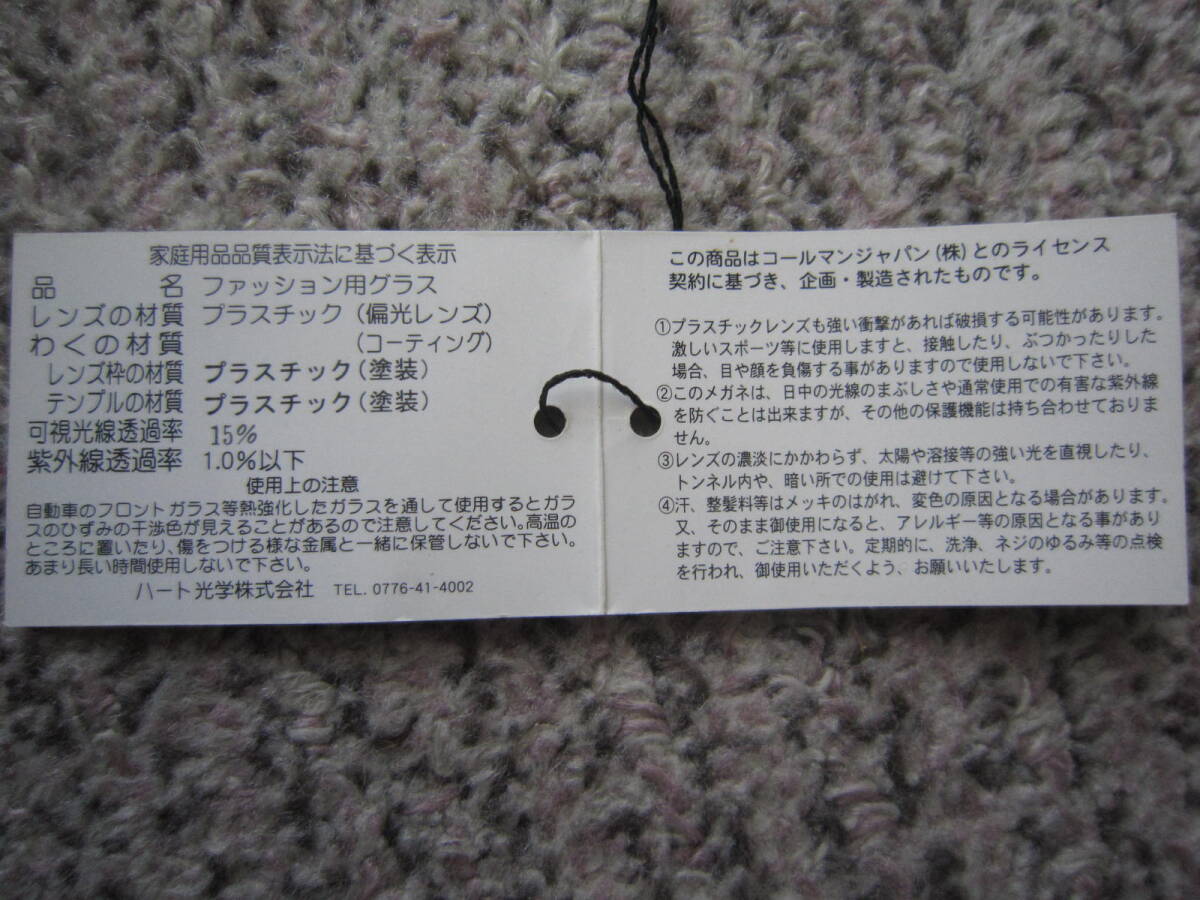 家庭用品品質表示法に基づく表示
品名 ファッション用グラス
レンズの材質 プラスチック(偏光レンズ)
わくの材質 (コーティング)
レンズ枠の材質 プラスチック(塗装)
テンプルの材質 プラスチック(塗装)
可視光線透過率 15%
紫外線透過率 1.0%以下
使用上の注意
自動車のフロントガラス等熱強化したガラスを通して使用するとガラ
スのひずみの干渉色が見えることがあるので注意してください。高温の
ところに置いたり、傷をつける様な金属と一緒に保管しないで下さい。
あまり長い時間使用しないで下さい。
ハート光学株式会社 TEL. 0776-41-4002
この商品はコールマンジャパン(株)とのライセンス
契約に基づき、企画・製造されたものです。
①プラスチックレンズも強い衝撃があれば破損する可能性があります。
激しいスポーツ等に使用しますと、接触したり、ぶつかったりした
場合、目や顔を負傷する事がありますので使用しないで下さい。
②このメガネは、日中の光線のまぶしさや通常使用での有害な紫外線
を防ぐことは出来ますが、その他の保護機能は持ち合わせておりま
せん。
③レンズの濃淡にかかわらず、太陽や溶接等の強い光を直視したり、
トンネル内や、暗い所での使用は避けて下さい。
④汗、整髪料等はメッキのはがれ、変色の原因となる場合があります。
又、そのまま御使用になると、アレルギー等の原因となる事があり
ますので、ご注意下さい。定期的に、洗浄、ネジのゆるみ等の点検
を行われ、御使用いただくよう、お願いいたします。